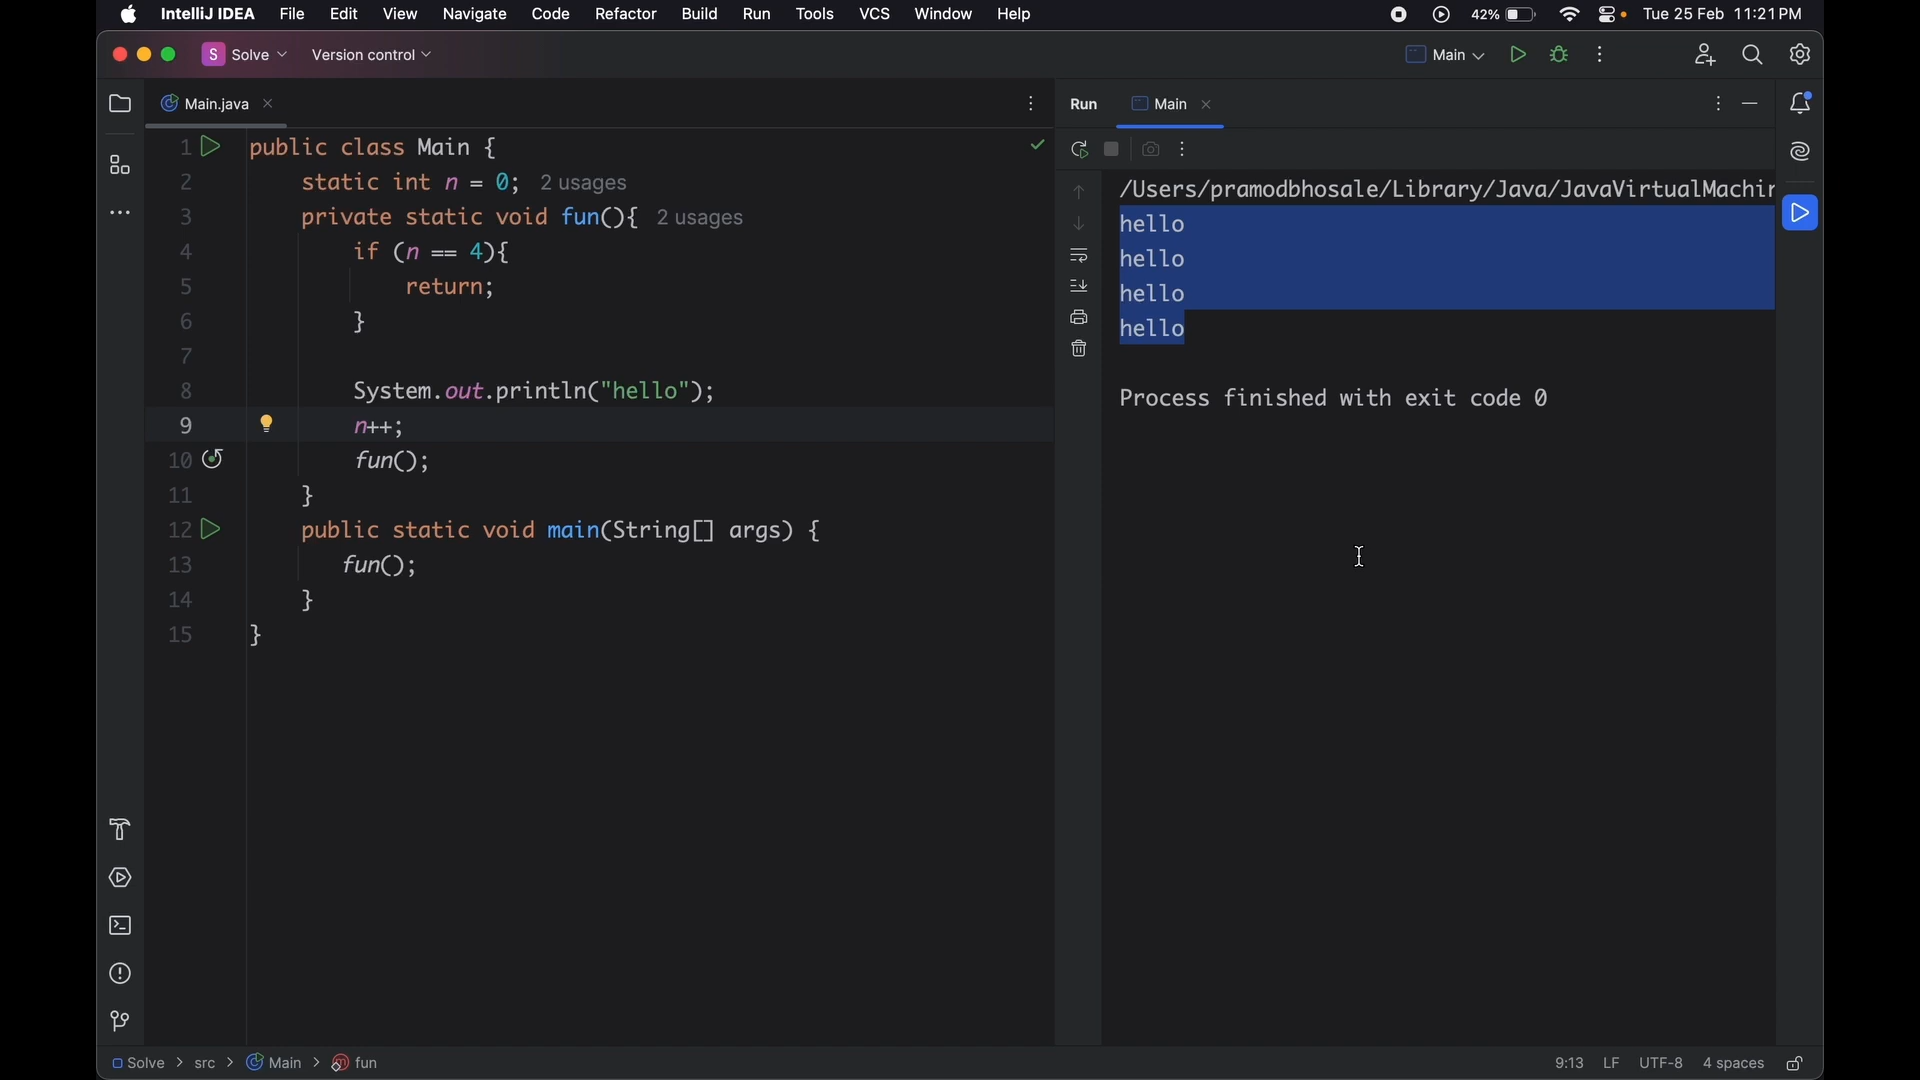 IntelliJ IDEA File Edit View Navigate Code Refactor Build Run Tools VCS Window Help 42% Tue 25 Feb 11:21 PM
S Solve Version control Main
Main.java
1 public class Main {
2 static int n = 0; 2 usages
3 private static void fun(){ 2 usages
4 if (n == 4){
5 return;
6 }
7
8 System.out.println("hello");
9 n++;
10 fun();
11 }
12 public static void main(String[] args) {
13 fun();
14 }
15 }
Run Main
/Users/pramodbhosale/Library/Java/JavaVirtualMachin
hello
hello
hello
hello
Process finished with exit code 0
Solve > src > Main > fun
9:13 LF UTF-8 4 spaces